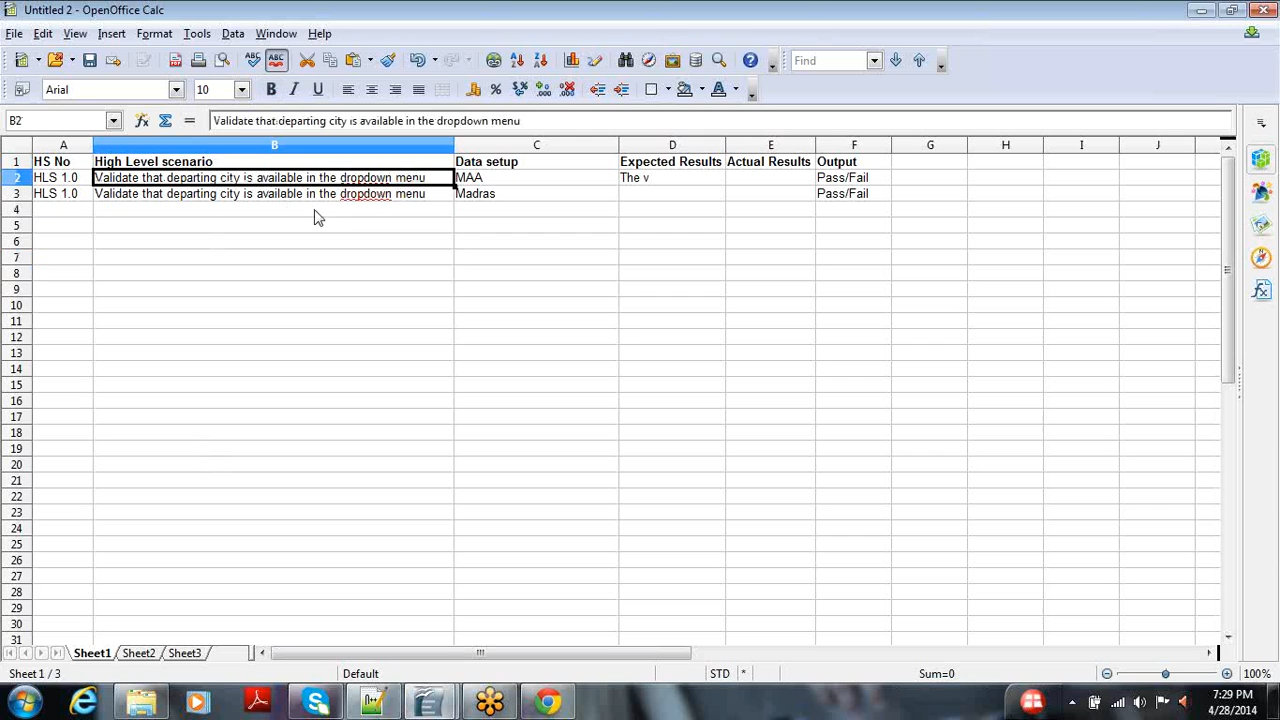 Untitled 2 - OpenOffice Calc
File Edit View Insert Format Tools Data Window Help
Find
Arial 10
B2 Validate that departing city is available in the dropdown menu
A B C D E F G H I J
1 HS No High Level scenario Data setup Expected Results Actual Results Output
2 HLS 1.0 Validate that departing city is available in the dropdown menu MAA The v Pass/Fail
3 HLS 1.0 Validate that departing city is available in the dropdown menu Madras Pass/Fail
4
5
6
7
8
9
10
11
12
13
14
15
16
17
18
19
20
21
22
23
24
25
26
27
28
29
30
31
Sheet1 Sheet2 Sheet3
Sheet 1 / 3 Default STD * Sum=0 100%
7:29 PM
4/28/2014